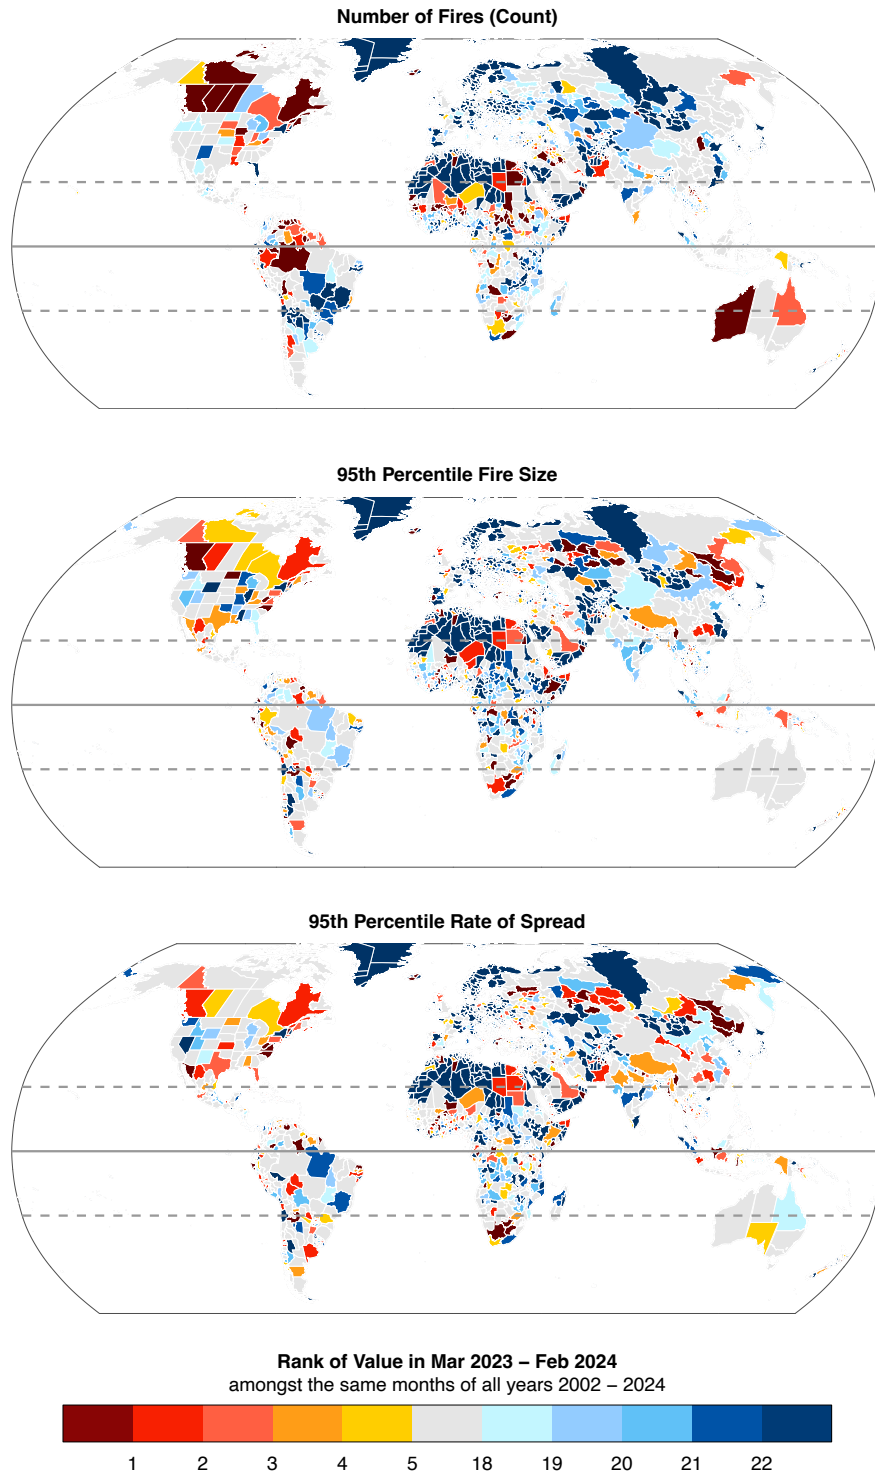 Number of Fires (Count)
95th Percentile Fire Size
95th Percentile Rate of Spread
Rank of Value in Mar 2023 – Feb 2024
amongst the same months of all years 2002 – 2024
1 2 3 4 5 18 19 20 21 22